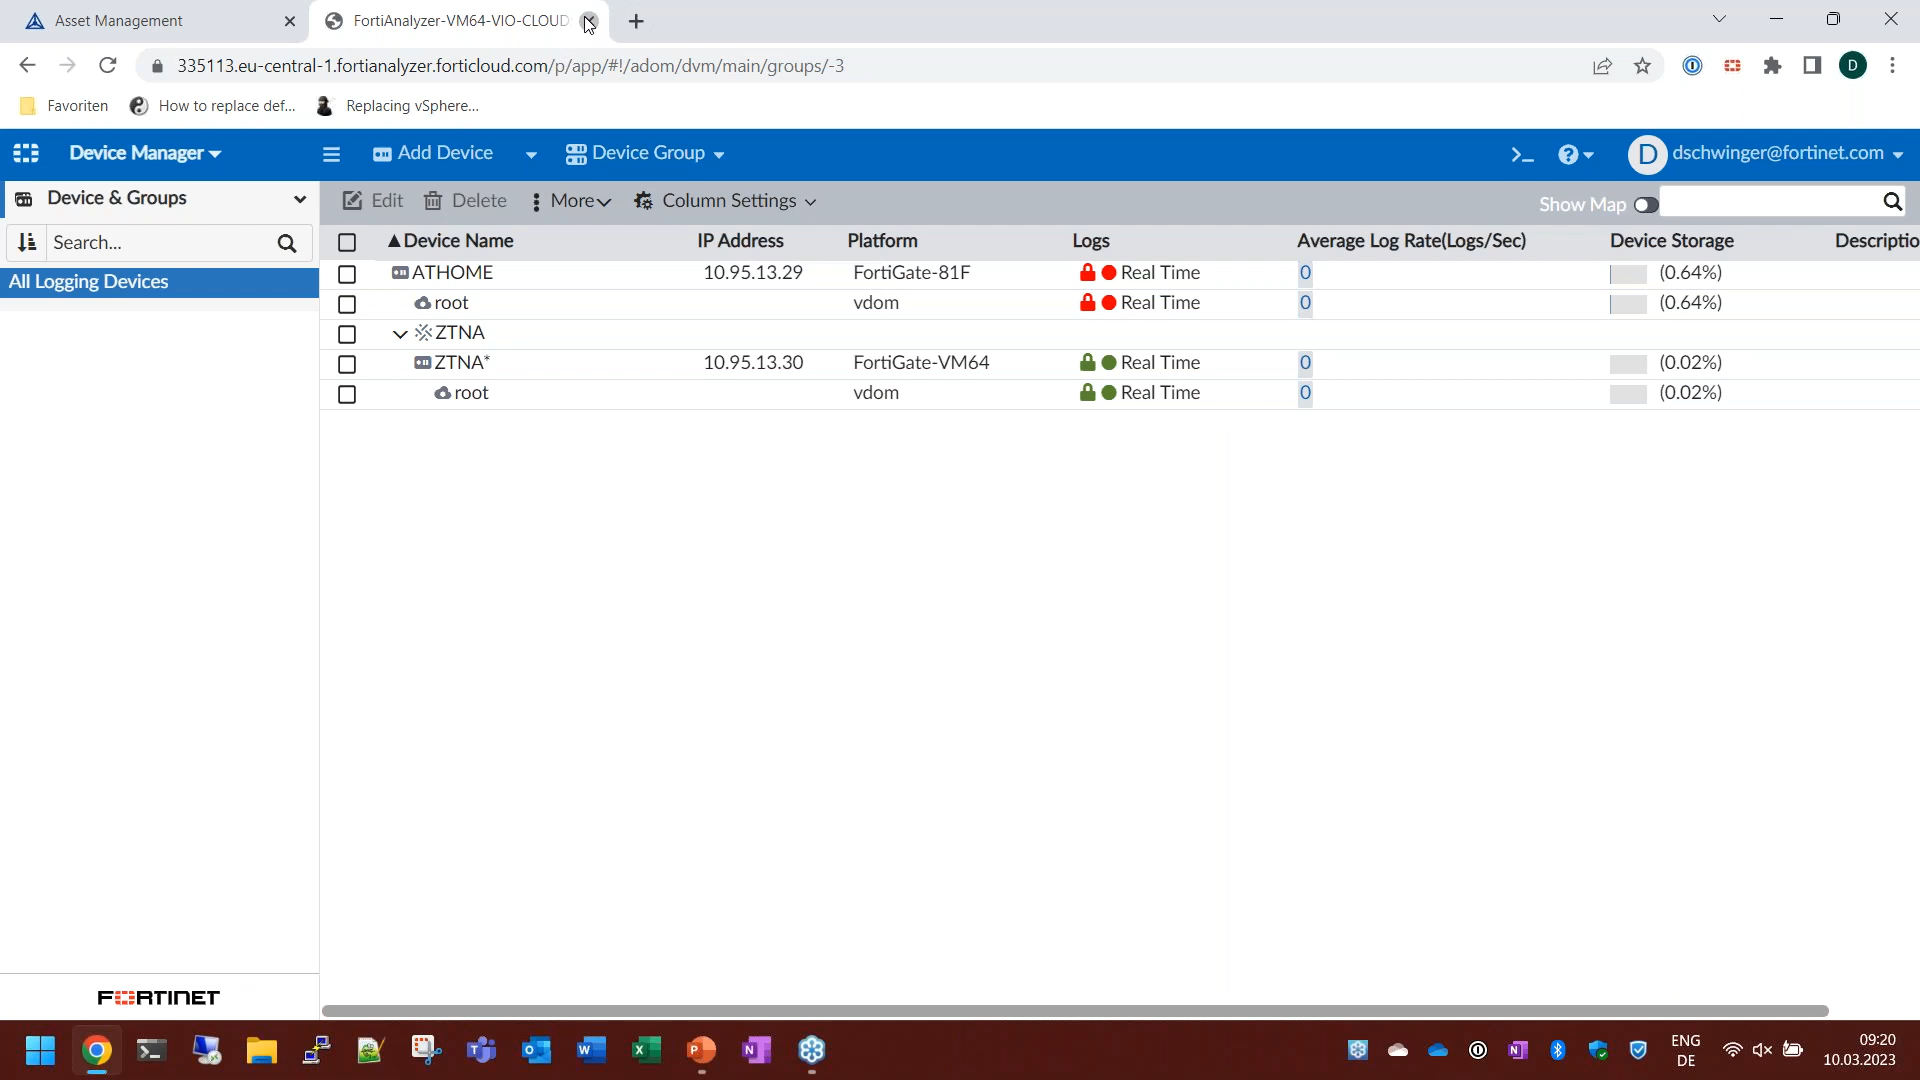 Asset Management
FortiAnalyzer-VM64-VIO-CLOUD
335113.eu-central-1.fortianalyzer.forticloud.com/p/app/#!/adom/dvm/main/groups/-3
D
Favoriten
How to replace def...
Replacing vSphere...
Device Manager
Add Device
Device Group
D
dschwinger@fortinet.com
Device & Groups
Edit
Delete
More
Column Settings
Show Map
Search...
All Logging Devices
Device Name IP Address Platform Logs Average Log Rate(Logs/Sec) Device Storage Descriptio
ATHOME 10.95.13.29 FortiGate-81F Real Time 0 (0.64%)
root vdom Real Time 0 (0.64%)
ZTNA
ZTNA* 10.95.13.30 FortiGate-VM64 Real Time 0 (0.02%)
root vdom Real Time 0 (0.02%)
FORTINET
ENG
DE
09:20
10.03.2023